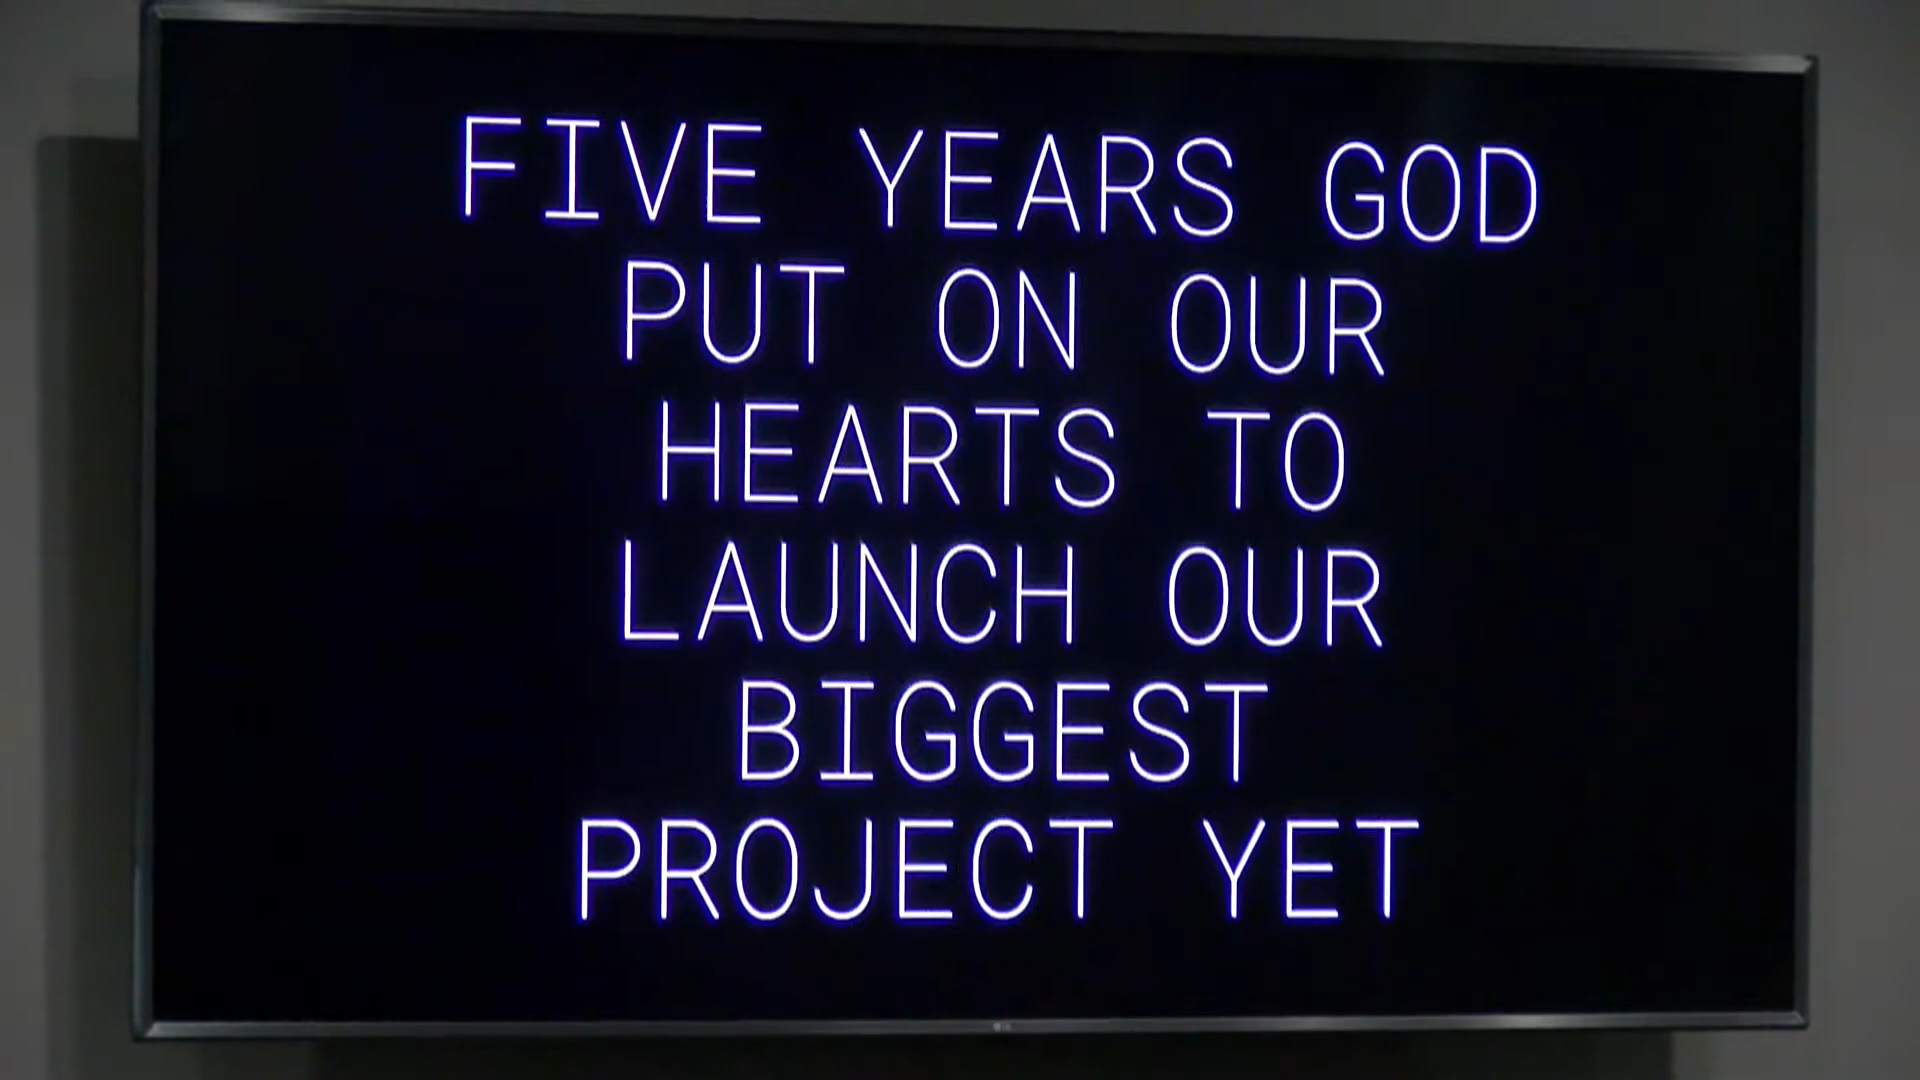 FIVE YEARS GOD
PUT ON OUR
HEARTS TO
LAUNCH OUR
BIGGEST
PROJECT YET